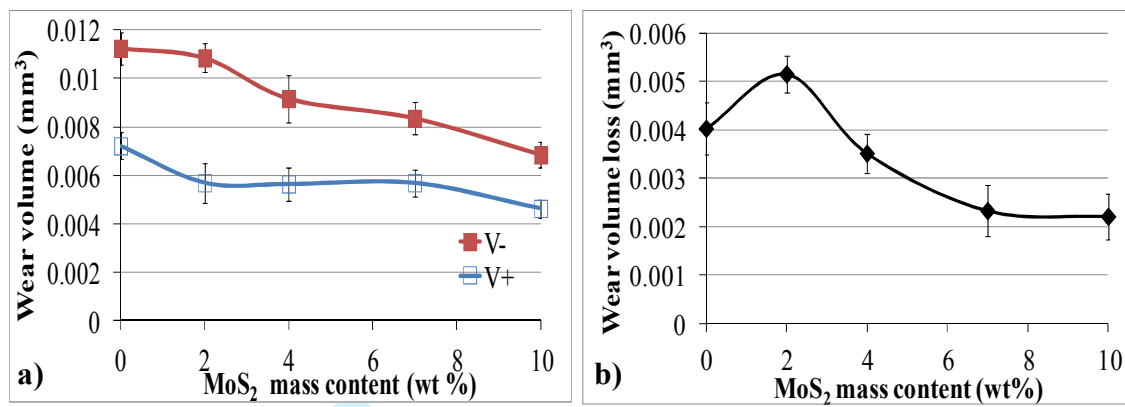 Wear volume (mm³)
0.012
0.01
0.008
0.006
0.004
0.002
0
V-
V+
0 2 4 6 8 10
a) MoS₂ mass content (wt %)
Wear volume loss (mm³)
0.006
0.005
0.004
0.003
0.002
0.001
0.000
0 2 4 6 8 10
b) MoS₂ mass content (wt%)